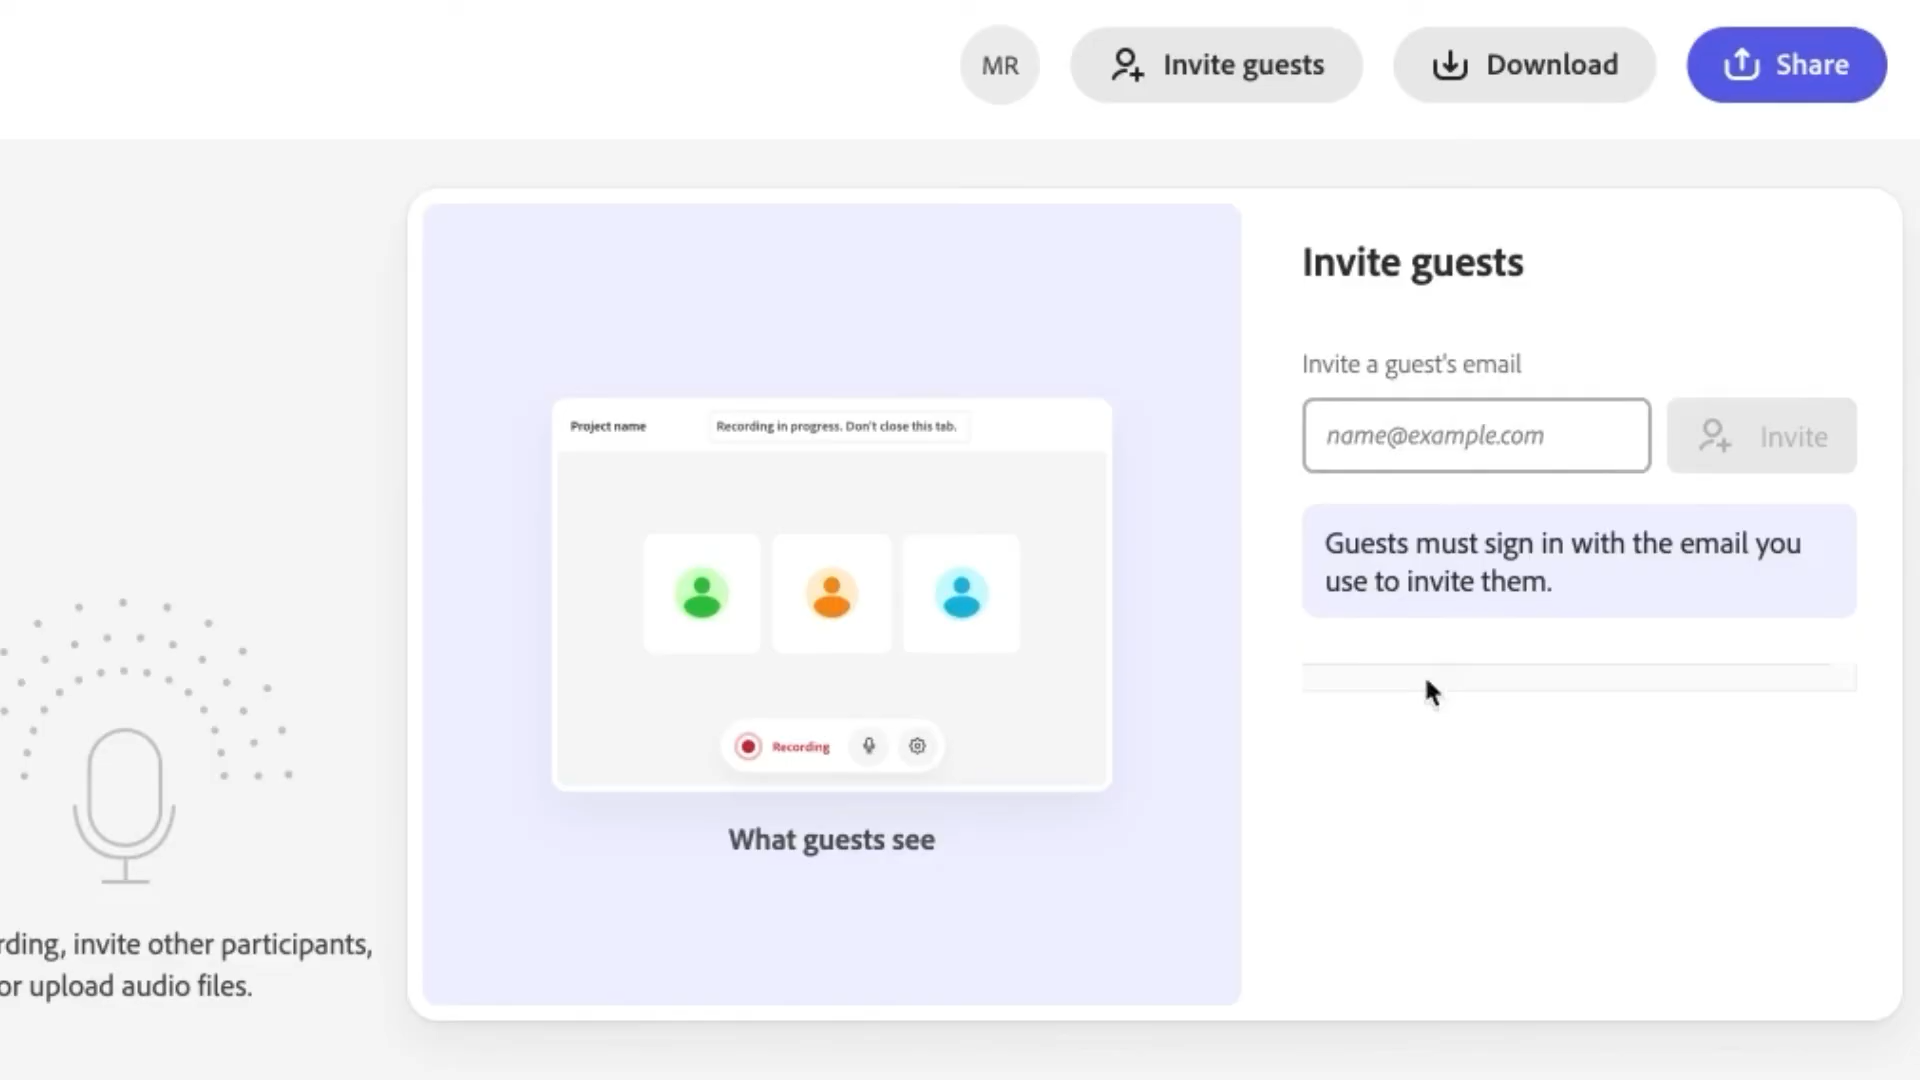 MR
Invite guests
Download
Share
Invite guests
Invite a guest's email
name@example.com
Invite
Guests must sign in with the email you
use to invite them.
Project name
Recording in progress. Don't close this tab.
Recording
What guests see
invite other participants,
or upload audio files.